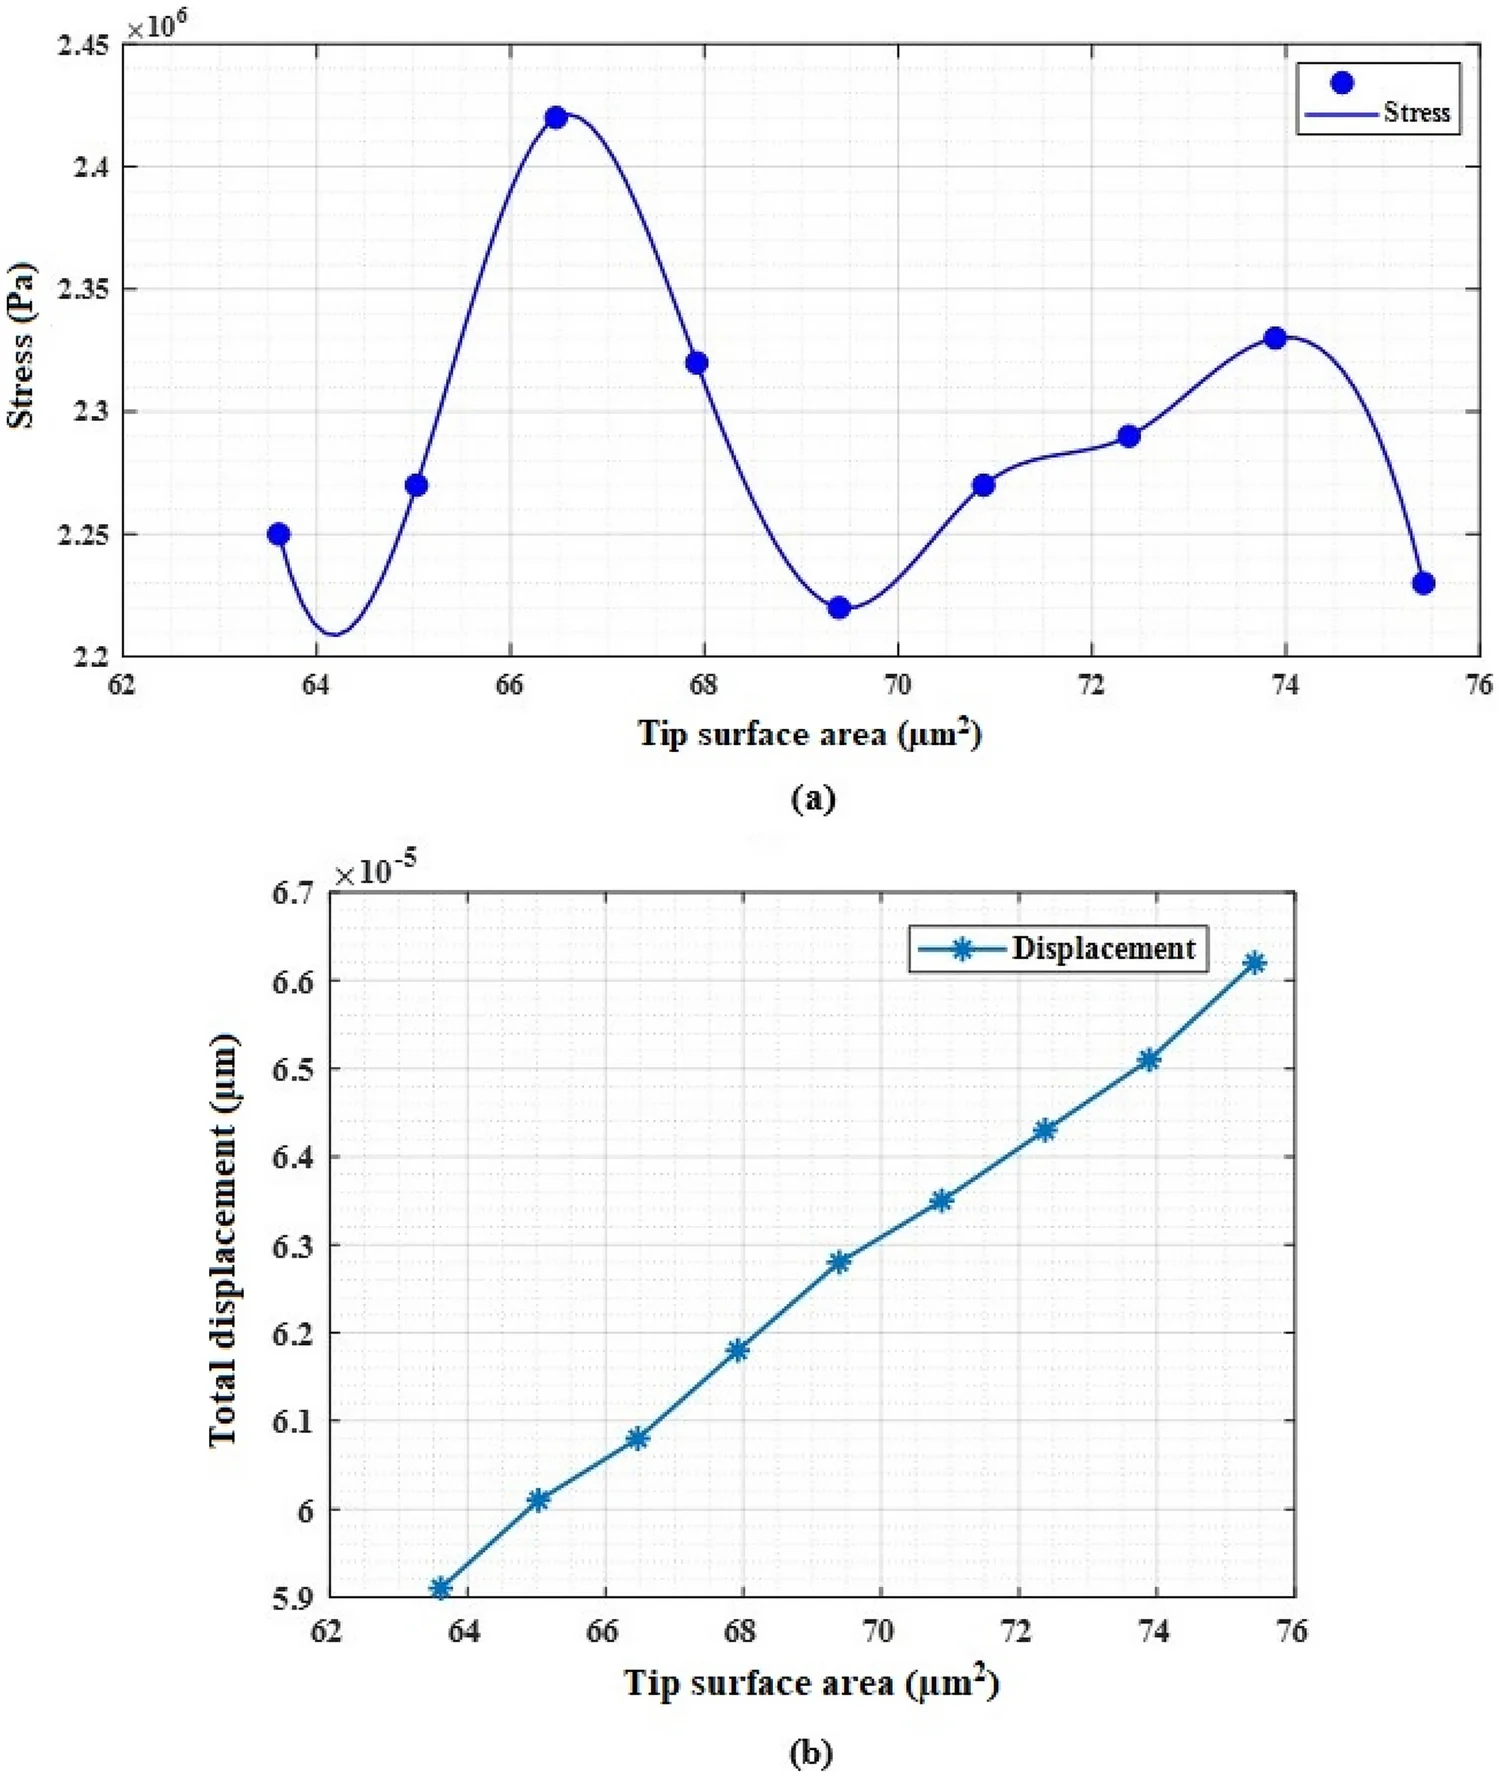 ×10⁶
2.45
2.4
2.35
2.3
2.25
2.2
Stress (Pa)
Stress
62 64 66 68 70 72 74 76
Tip surface area (μm²)
(a)
×10⁻⁵
6.7
6.6
6.5
6.4
6.3
6.2
6.1
6
5.9
Total displacement (μm)
Displacement
62 64 66 68 70 72 74 76
Tip surface area (μm²)
(b)